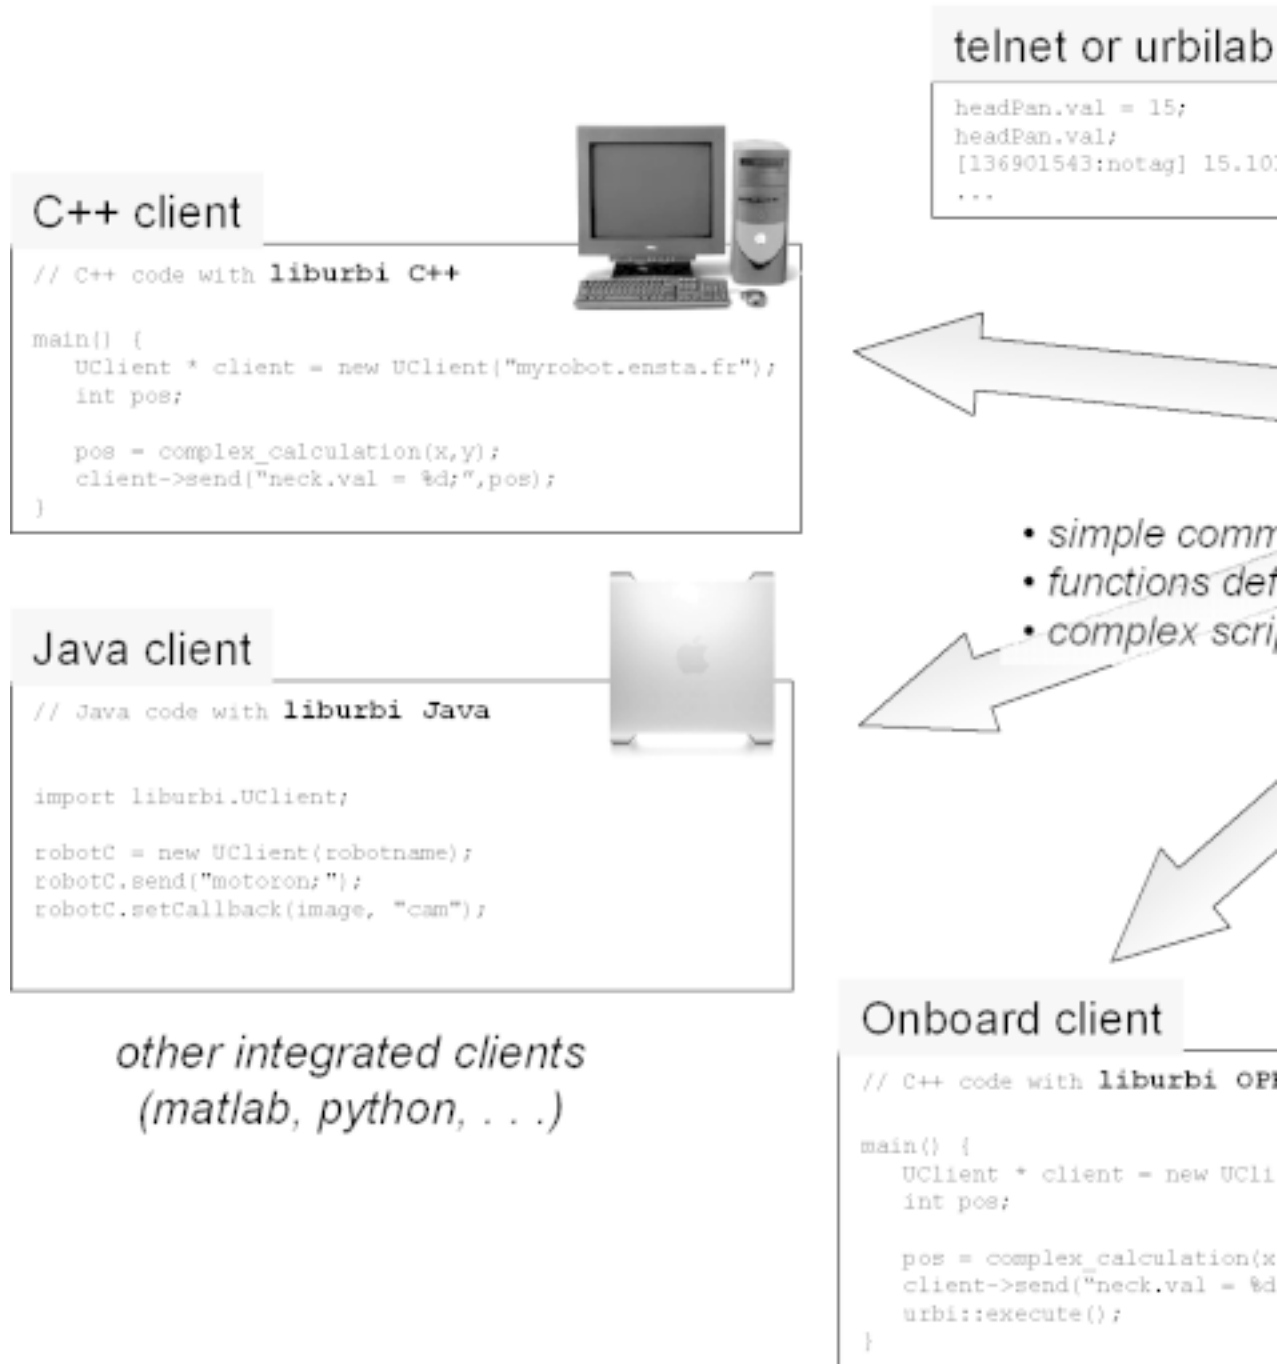 telnet or urbilab
headPan.val = 15;
headPan.val;
[136901543:notag] 15.101
...
C++ client
// C++ code with liburbi C++
main() {
UClient * client = new UClient("myrobot.ensta.fr");
int pos;
pos = complex_calculation(x,y);
client->send("neck.val = %d;",pos);
}
• simple comm
• functions def
• complex scrip
Java client
// Java code with liburbi Java
import liburbi.UClient;
robotC = new UClient(robotname);
robotC.send("motoron;");
robotC.setCallback(image, "cam");
other integrated clients
(matlab, python, . . .)
Onboard client
// C++ code with liburbi OPE
main() {
UClient * client = new UCli
int pos;
pos = complex_calculation(x
client->send("neck.val = %d
urbi::execute();
}